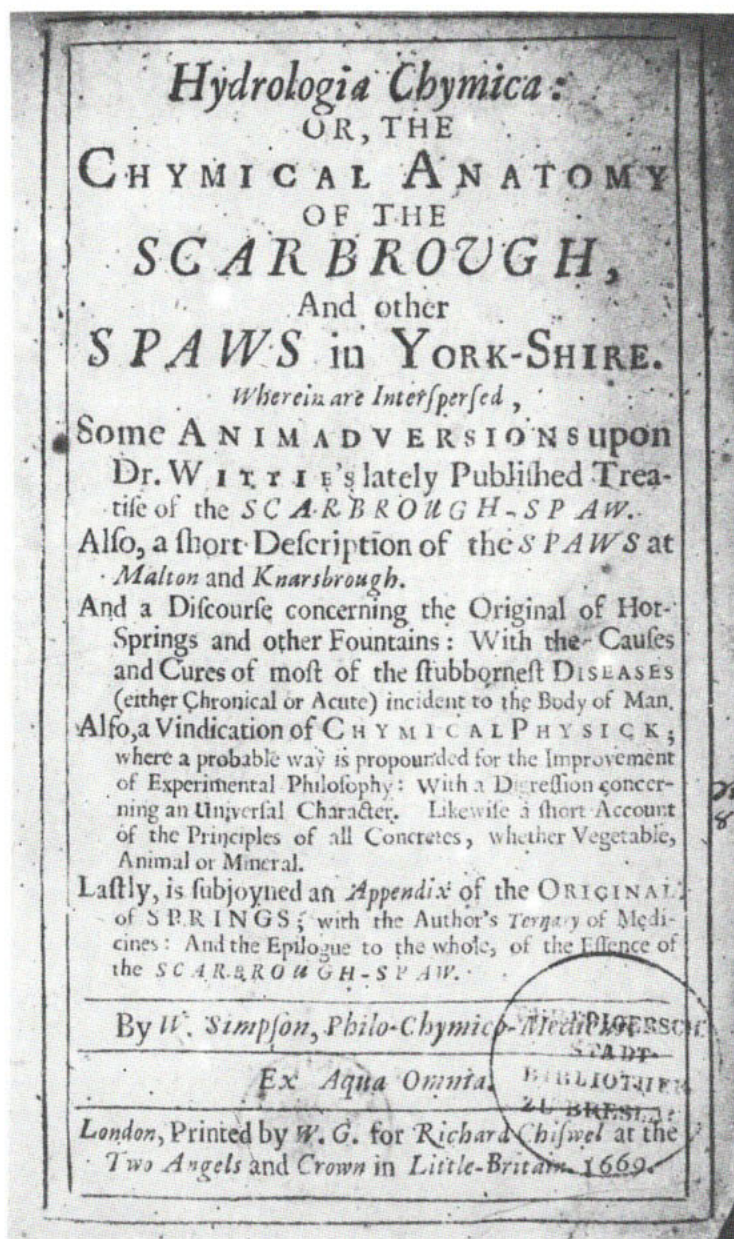 Hydrologia Chymica:
OR, THE
CHYMICAL ANATOMY
OF THE
SCARBROUGH,
And other
SPAWS in YORK-SHIRE.
Wherein are Interſperſed,
Some ANIMADVERSIONS upon
Dr. WITTIE's lately Publiſhed Trea-
tiſe of the SCARBROUGH-SPAW.
Alſo, a ſhort Deſcription of the SPAWS at
Malton and Knarsbrough.
And a Diſcourſe concerning the Original of Hot-
Springs and other Fountains: With the Cauſes
and Cures of moſt of the ſtubborneſt DISEASES
(either Chronical or Acute) incident to the Body of Man.
Alſo, a Vindication of CHYMICAL PHYSICK;
where a probable way is propounded for the Improvement
of Experimental Philoſophy: With a Digreſſion concer-
ning an Univerſal Character. Likewiſe a ſhort Account
of the Principles of all Concretes, whether Vegetable,
Animal or Mineral.
Laſtly, is ſubjoyned an Appendix of the ORIGINAL
of SPRINGS; with the Author's Ternary of Medi-
cines: And the Epilogue to the whole, of the Eſſence of
the SCARBROUGH-SPAW.
By W. Simpſon, Philo-Chymico-Medicus.
Ex Aqua Omnia.
STADT-
BIBLIOTHEK
ZU BRESLAU
London, Printed by W. G. for Richard Chiſwel at the
Two Angels and Crown in Little-Britain. 1669.